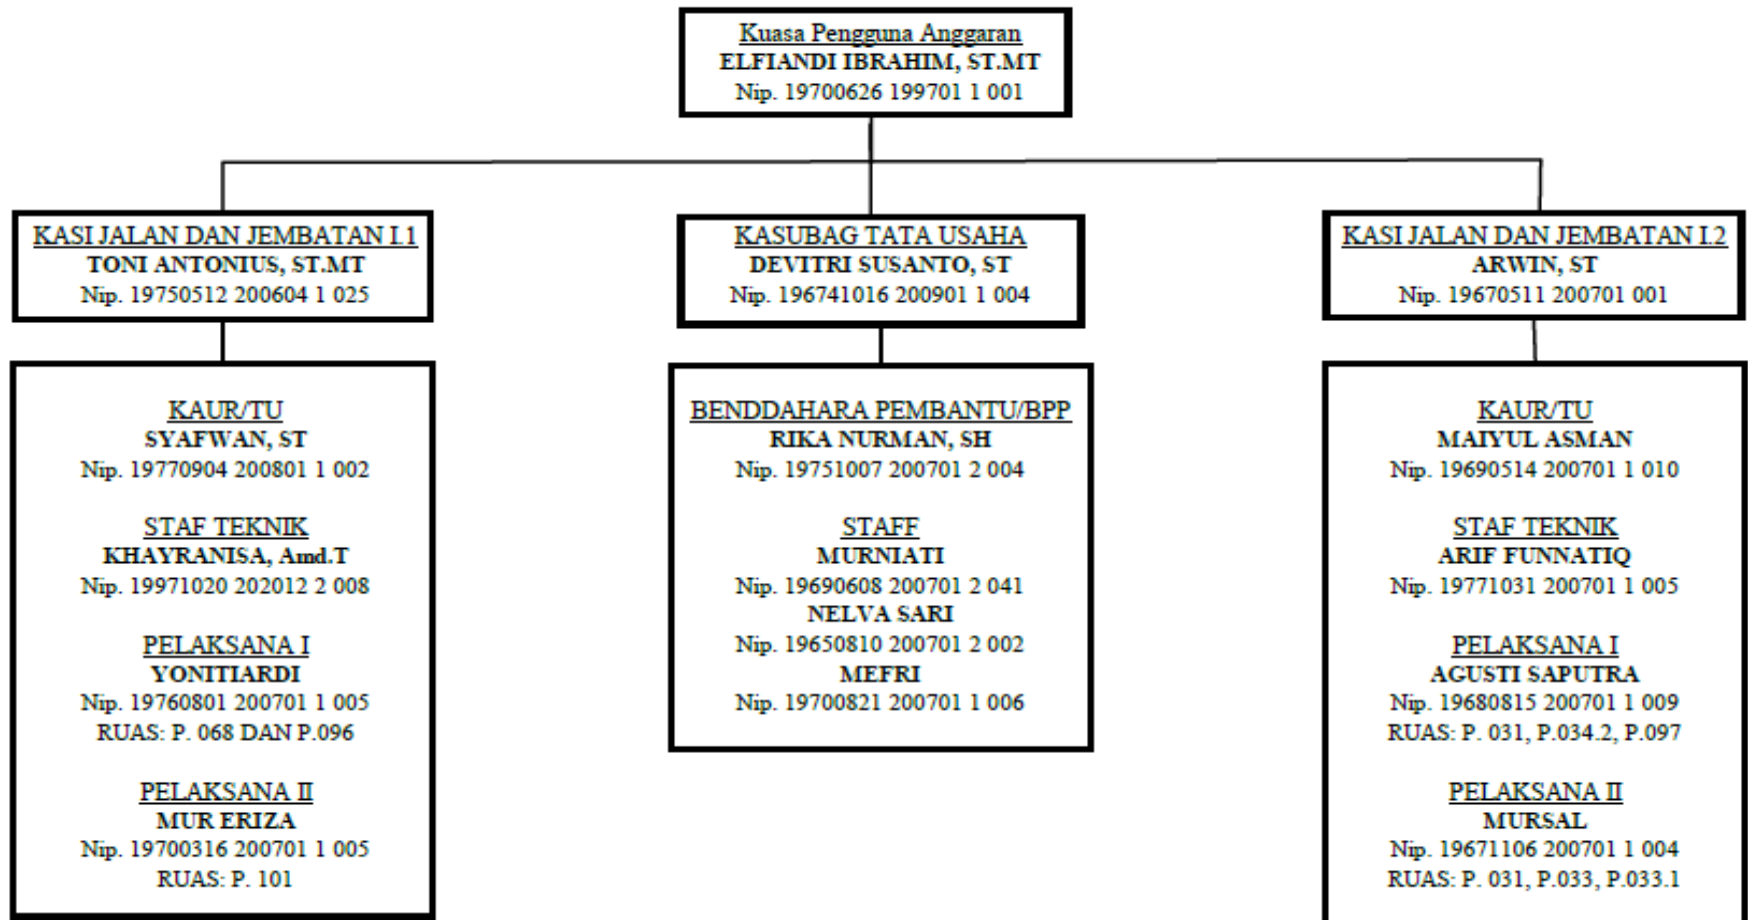 Kuasa Pengguna Anggaran
ELFIANDI IBRAHIM, ST.MT
Nip. 19700626 199701 1 001
KASI JALAN DAN JEMBATAN I.1
TONI ANTONIUS, ST.MT
Nip. 19750512 200604 1 025
KASUBAG TATA USAHA
DEVITRI SUSANTO, ST
Nip. 196741016 200901 1 004
KASI JALAN DAN JEMBATAN I.2
ARWIN, ST
Nip. 19670511 200701 001
KAUR/TU
SYAFWAN, ST
Nip. 19770904 200801 1 002
STAF TEKNIK
KHAYRANISA, Amd.T
Nip. 19971020 202012 2 008
PELAKSANA I
YONITIARDI
Nip. 19760801 200701 1 005
RUAS: P. 068 DAN P.096
PELAKSANA II
MUR ERIZA
Nip. 19700316 200701 1 005
RUAS: P. 101
BENDDAHARA PEMBANTU/BPP
RIKA NURMAN, SH
Nip. 19751007 200701 2 004
STAFF
MURNIATI
Nip. 19690608 200701 2 041
NELVA SARI
Nip. 19650810 200701 2 002
MEFRI
Nip. 19700821 200701 1 006
KAUR/TU
MAIYUL ASMAN
Nip. 19690514 200701 1 010
STAF TEKNIK
ARIF FUNNATIQ
Nip. 19771031 200701 1 005
PELAKSANA I
AGUSTI SAPUTRA
Nip. 19680815 200701 1 009
RUAS: P. 031, P.034.2, P.097
PELAKSANA II
MURSAL
Nip. 19671106 200701 1 004
RUAS: P. 031, P.033, P.033.1